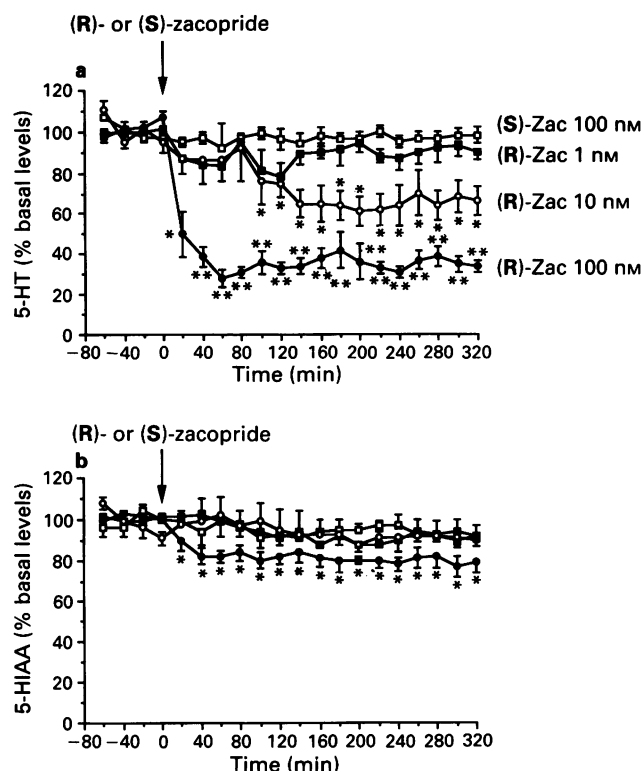 (R)- or (S)-zacopride
a
120
100
80
60
40
20
0
5-HT (% basal levels)
(S)-Zac 100 nM
(R)-Zac 1 nM
(R)-Zac 10 nM
(R)-Zac 100 nM
* ** ** ** ** ** ** ** ** ** ** ** ** ** **
* * * * * * * * * * * *
−80 −40 0 40 80 120 160 200 240 280 320
Time (min)
(R)- or (S)-zacopride
b
120
100
80
60
40
20
0
5-HIAA (% basal levels)
* * * * * * * * * * * * * * * *
−80 −40 0 40 80 120 160 200 240 280 320
Time (min)